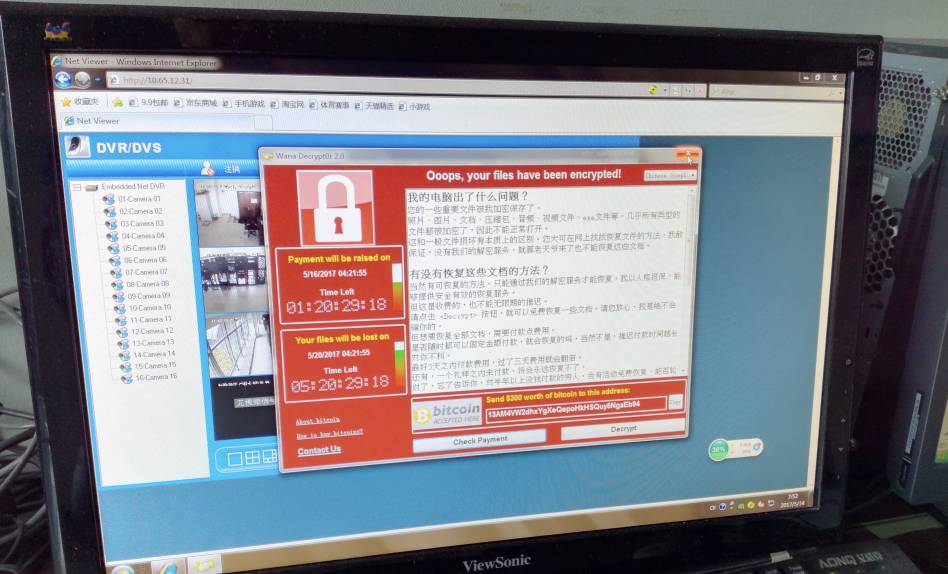 Net Viewer - Windows Internet Explorer
http://10.65.12.31/
收藏夹 9.9包邮 京东商城 手机游戏 淘宝网 体育赛事 天猫精选 小游戏
Net Viewer
DVR/DVS
注销
Embedded Net DVR
01-Camera 01
02-Camera 02
03-Camera 03
04-Camera 04
05-Camera 05
06-Camera 06
07-Camera 07
08-Camera 08
09-Camera 09
10-Camera 10
11-Camera 11
12-Camera 12
13-Camera 13
14-Camera 14
15-Camera 15
16-Camera 16
Wana Decrypt0r 2.0
Ooops, your files have been encrypted!
Payment will be raised on
5/16/2017 04:21:55
Time Left
01:20:29:18
Your files will be lost on
5/20/2017 04:21:55
Time Left
05:20:29:18
About bitcoin
How to buy bitcoins?
Contact Us
我的电脑出了什么问题？
您的一些重要文件被我加密保存了。
照片、图片、文档、压缩包、音频、视频文件、exe文件等，几乎所有类型的
文件都被加密了，因此不能正常打开。
这和一般文件损坏有本质上的区别。您大可在网上找找恢复文件的方法，我敢
保证，没有我们的解密服务，就算老天爷来了也不能恢复这些文档。
有没有恢复这些文档的方法？
当然有可恢复的方法。只能通过我们的解密服务才能恢复。我以人格担保，能
够提供安全有效的恢复服务。
但这是收费的，也不能无限期的推迟。
请点击 <Decrypt> 按钮，就可以免费恢复一些文档。请您放心，我是绝不会
骗你的。
但想要恢复全部文档，需要付款点费用。
是否随时都可以固定金额付款，就会恢复的吗，当然不是，推迟付款时间越长
对你不利。
最好3天之内付款费用，过了三天费用就会翻倍。
还有，一个礼拜之内未付款，将会永远恢复不了。
对了，忘了告诉你，对半年以上没钱付款的穷人，会有活动免费恢复，能否轮
bitcoin
ACCEPTED HERE
Send $300 worth of bitcoin to this address:
Copy
Check Payment
Decrypt
38%
7:52
2017/5/14
ViewSonic